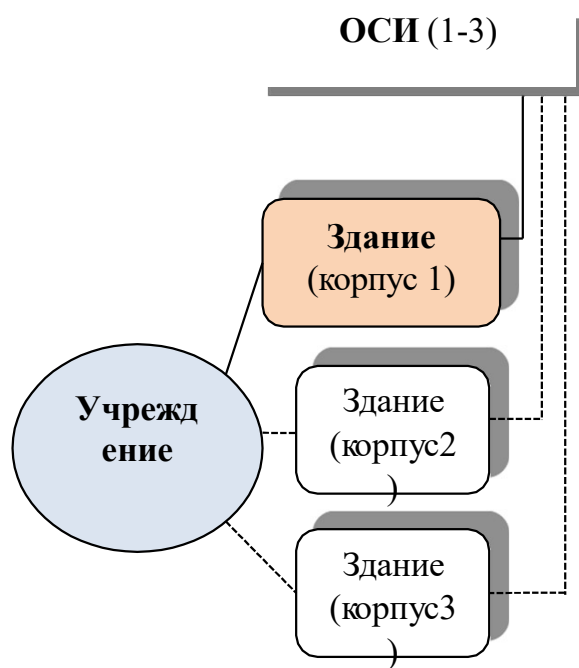 ОСИ (1-3)
Здание
(корпус 1)
Учрежд
ение
Здание
(корпус2
)
Здание
(корпус3
)